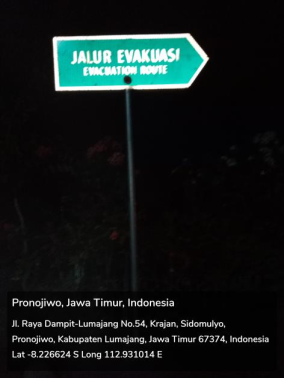 JALUR EVAKUASI
EVACUATION ROUTE
Pronojiwo, Jawa Timur, Indonesia
Jl. Raya Dampit-Lumajang No.54, Krajan, Sidomulyo,
Pronojiwo, Kabupaten Lumajang, Jawa Timur 67374, Indonesia
Lat -8.226624 S Long 112.931014 E